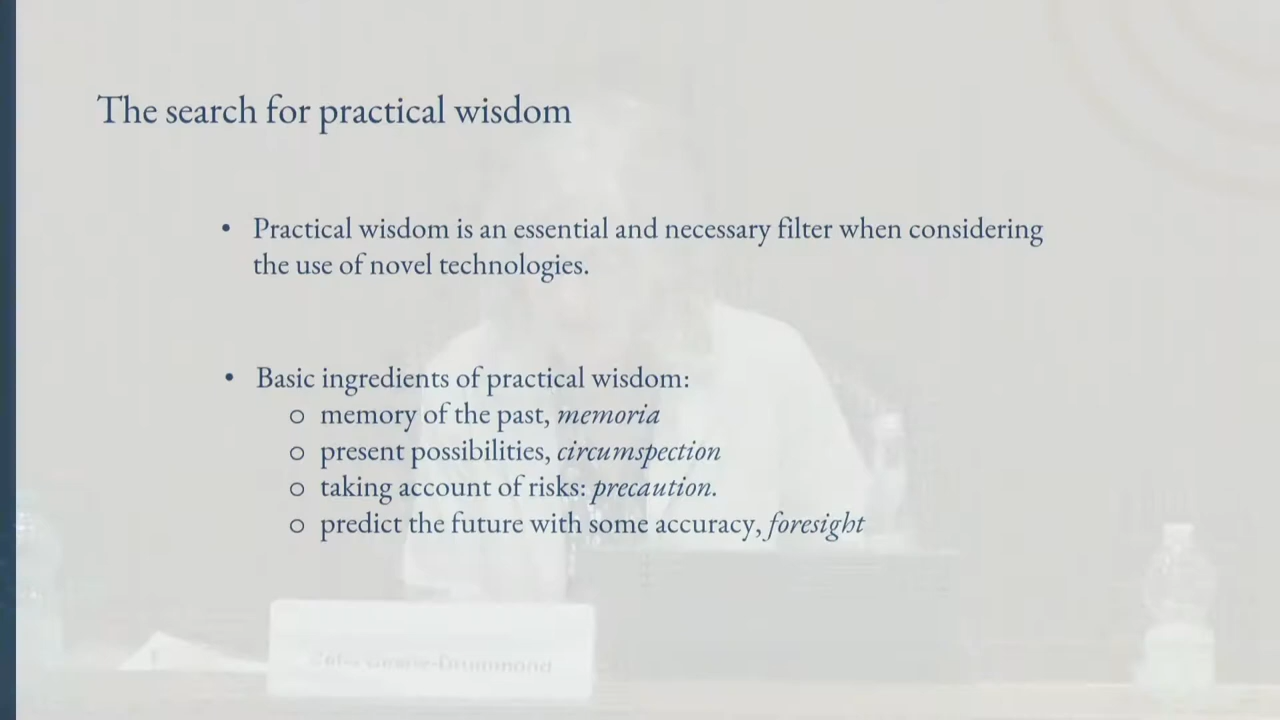 The search for practical wisdom
• Practical wisdom is an essential and necessary filter when considering
the use of novel technologies.
• Basic ingredients of practical wisdom:
o memory of the past, memoria
o present possibilities, circumspection
o taking account of risks: precaution.
o predict the future with some accuracy, foresight